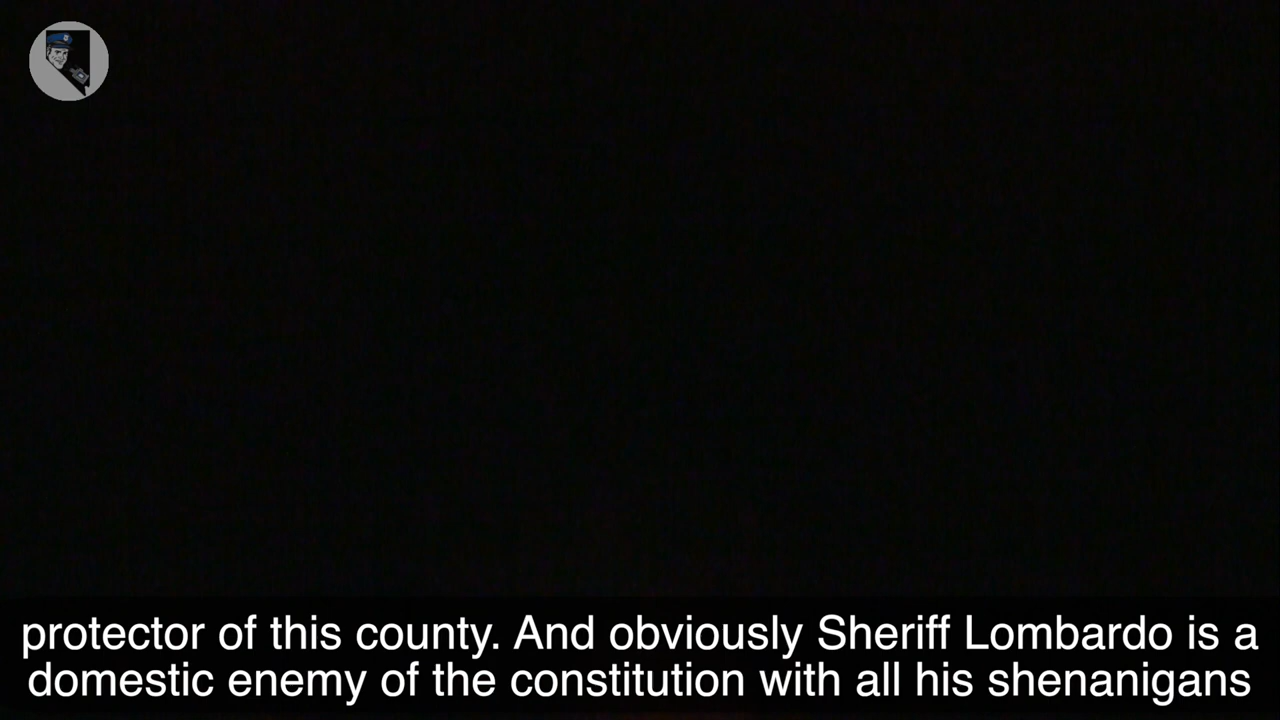 protector of this county. And obviously Sheriff Lombardo is a
domestic enemy of the constitution with all his shenanigans